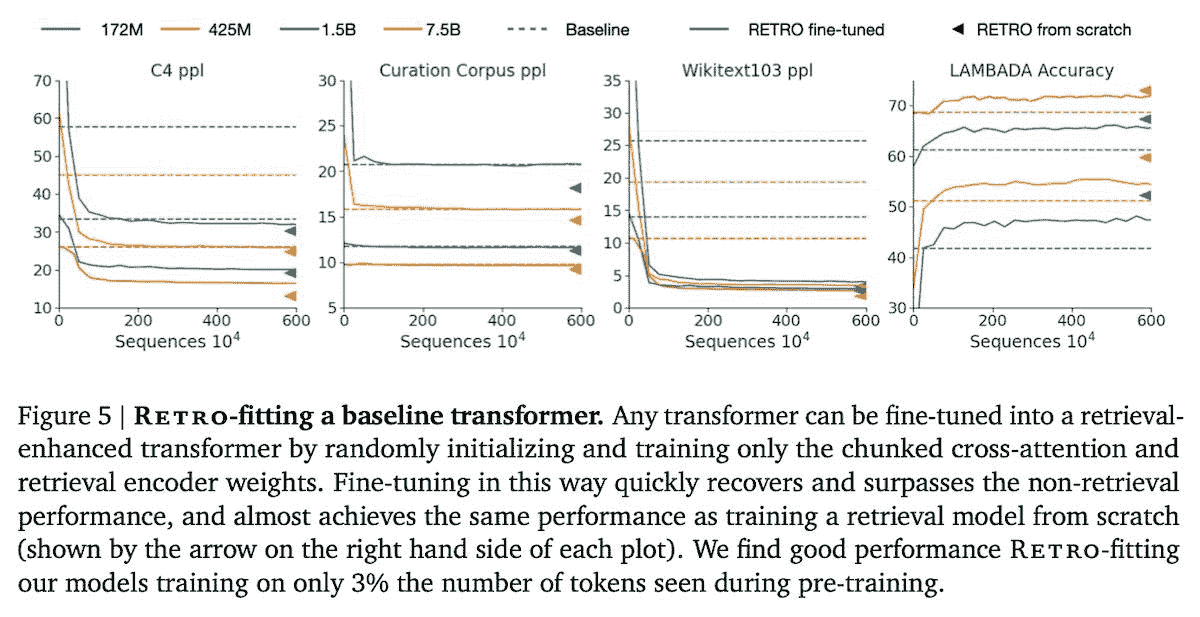 172M 425M 1.5B 7.5B Baseline RETRO fine-tuned RETRO from scratch
C4 ppl
70
60
50
40
30
20
10
0 200 400 600
Sequences 10⁴
Curation Corpus ppl
30
25
20
15
10
5
0 200 400 600
Sequences 10⁴
Wikitext103 ppl
35
30
25
20
15
10
5
0
0 200 400 600
Sequences 10⁴
LAMBADA Accuracy
70
60
50
40
30
0 200 400 600
Sequences 10⁴
Figure 5 | RETRO-fitting a baseline transformer. Any transformer can be fine-tuned into a retrieval-
enhanced transformer by randomly initializing and training only the chunked cross-attention and
retrieval encoder weights. Fine-tuning in this way quickly recovers and surpasses the non-retrieval
performance, and almost achieves the same performance as training a retrieval model from scratch
(shown by the arrow on the right hand side of each plot). We find good performance RETRO-fitting
our models training on only 3% the number of tokens seen during pre-training.